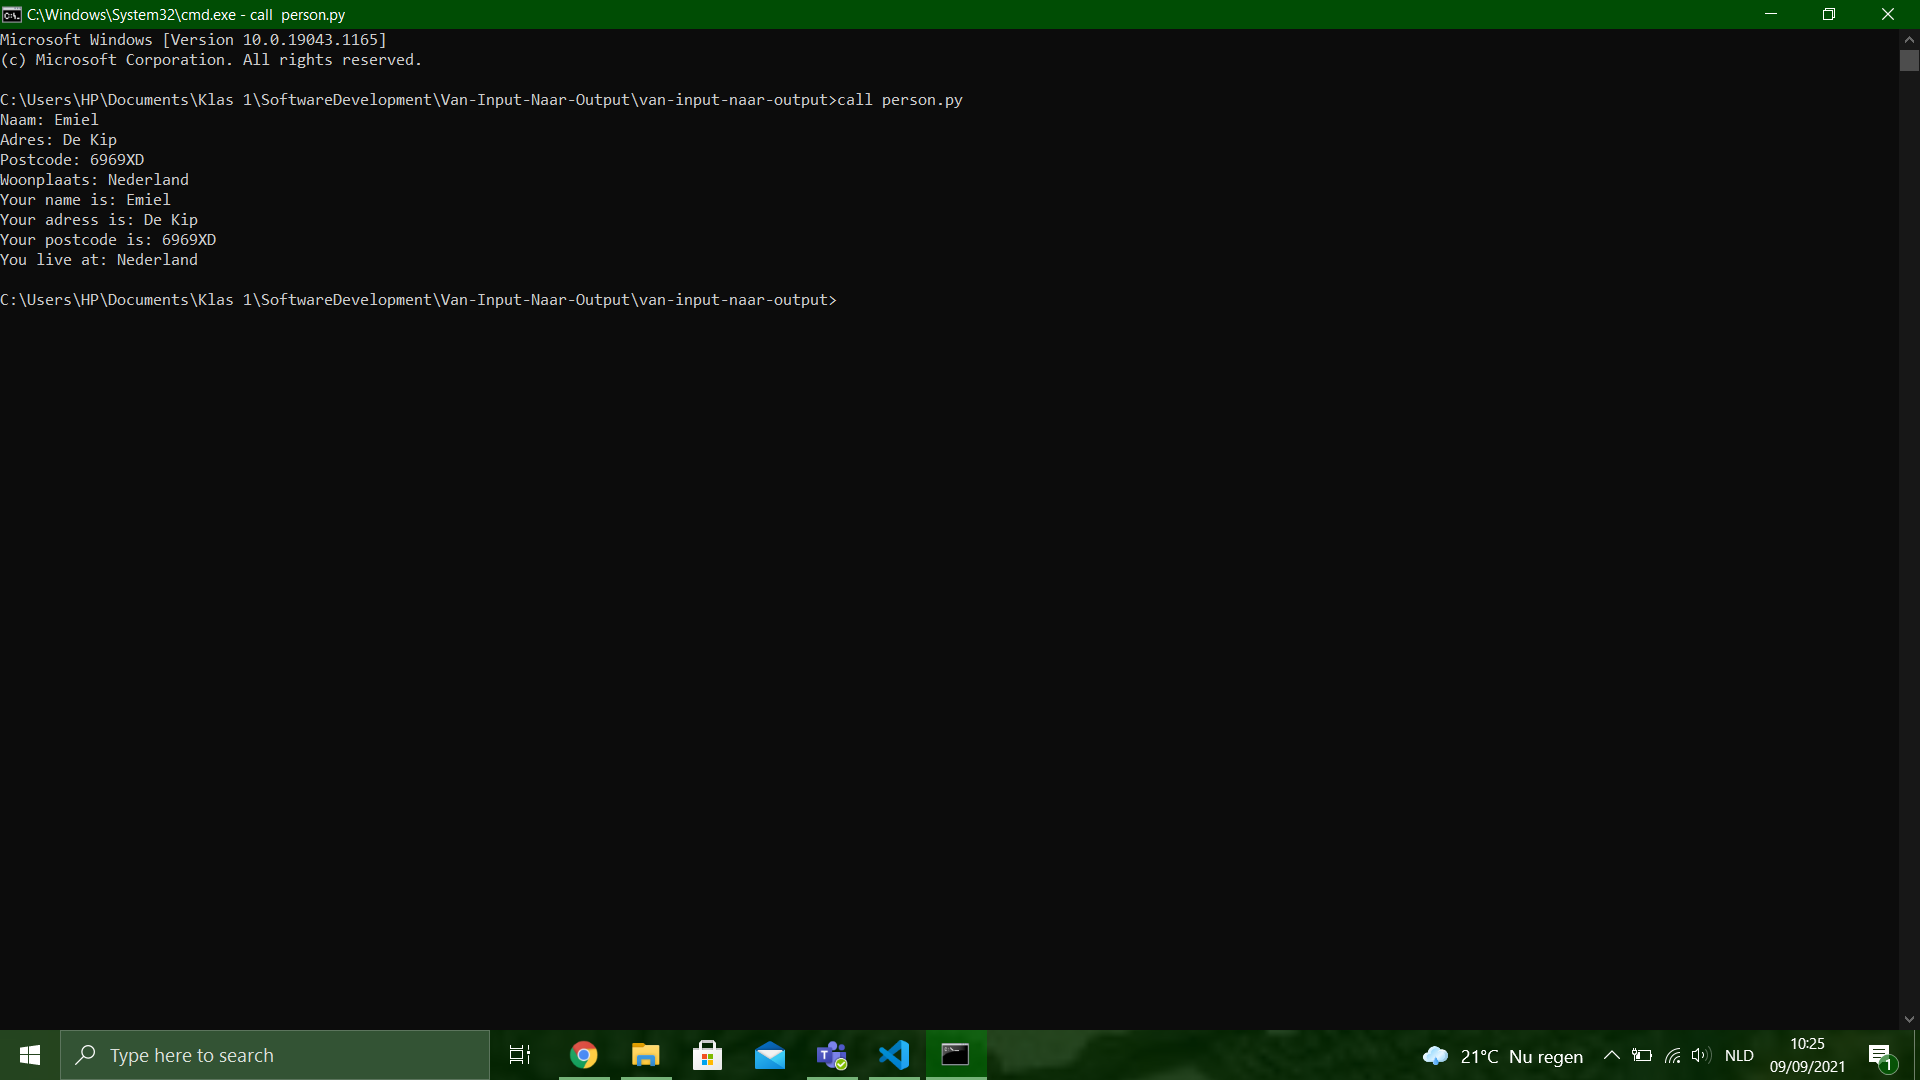 C:\Windows\System32\cmd.exe - call  person.py
Microsoft Windows [Version 10.0.19043.1165]
(c) Microsoft Corporation. All rights reserved.
C:\Users\HP\Documents\Klas 1\SoftwareDevelopment\Van-Input-Naar-Output\van-input-naar-output>call person.py
Naam: Emiel
Adres: De Kip
Postcode: 6969XD
Woonplaats: Nederland
Your name is: Emiel
Your adress is: De Kip
Your postcode is: 6969XD
You live at: Nederland
C:\Users\HP\Documents\Klas 1\SoftwareDevelopment\Van-Input-Naar-Output\van-input-naar-output>
Type here to search
21°C Nu regen
NLD
10:25
09/09/2021
1